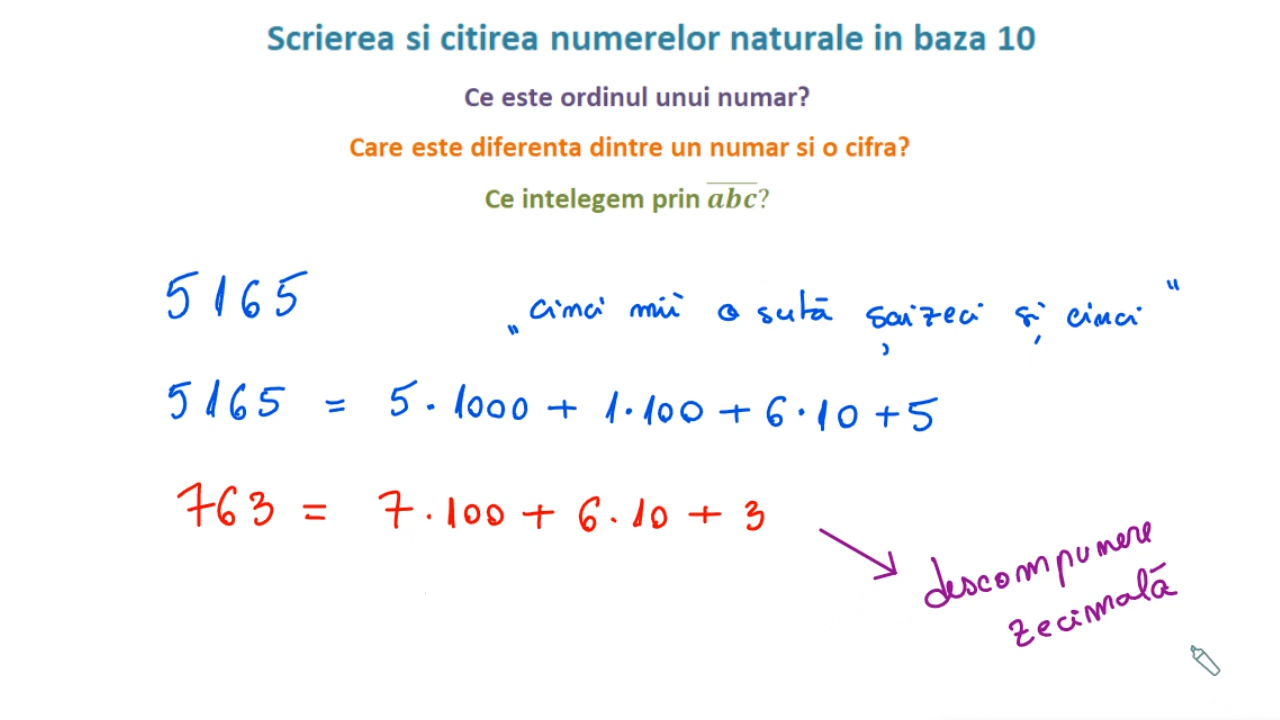 Scrierea si citirea numerelor naturale in baza 10
Ce este ordinul unui numar?
Care este diferenta dintre un numar si o cifra?
Ce intelegem prin a̅b̅c̅?
5165 „cinci mii o sută șaizeci și cinci"
5165 = 5·1000 + 1·100 + 6·10 + 5
763 = 7·100 + 6·10 + 3
descompunere
zecimală